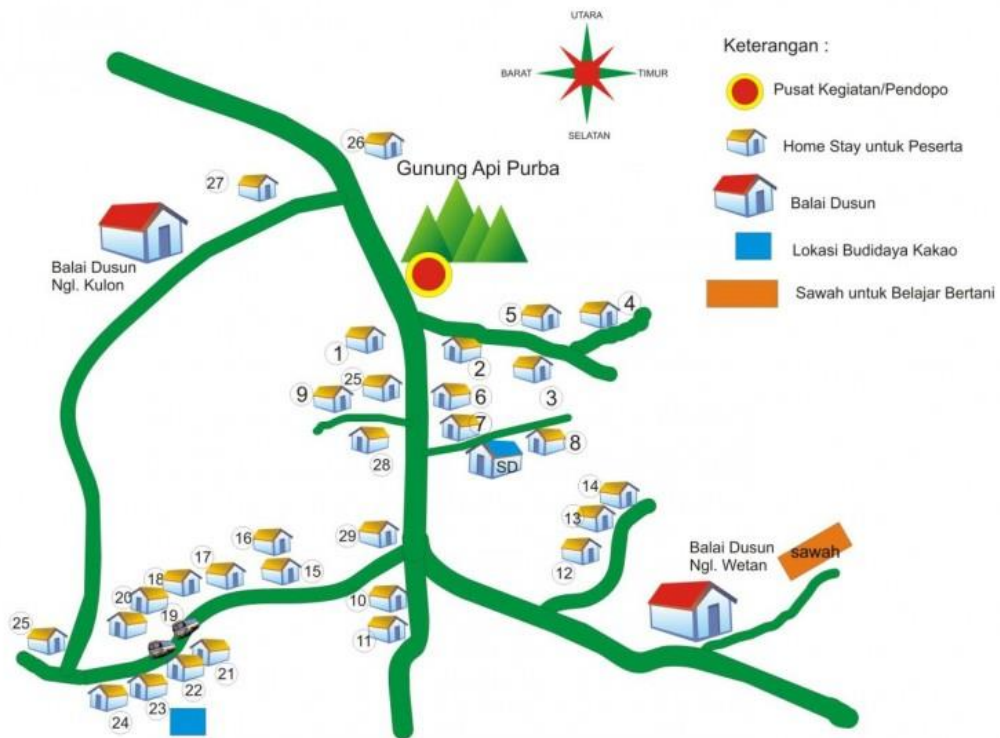 UTARA
BARAT
TIMUR
SELATAN
Keterangan :
Pusat Kegiatan/Pendopo
Home Stay untuk Peserta
Balai Dusun
Lokasi Budidaya Kakao
Sawah untuk Belajar Bertani
26
Gunung Api Purba
27
Balai Dusun
Ngl. Kulon
5
4
1
2
25
9
6
3
7
28
8
SD
14
13
16
29
12
Balai Dusun
Ngl. Wetan
sawah
17
15
18
20
19
10
25
11
21
22
23
24